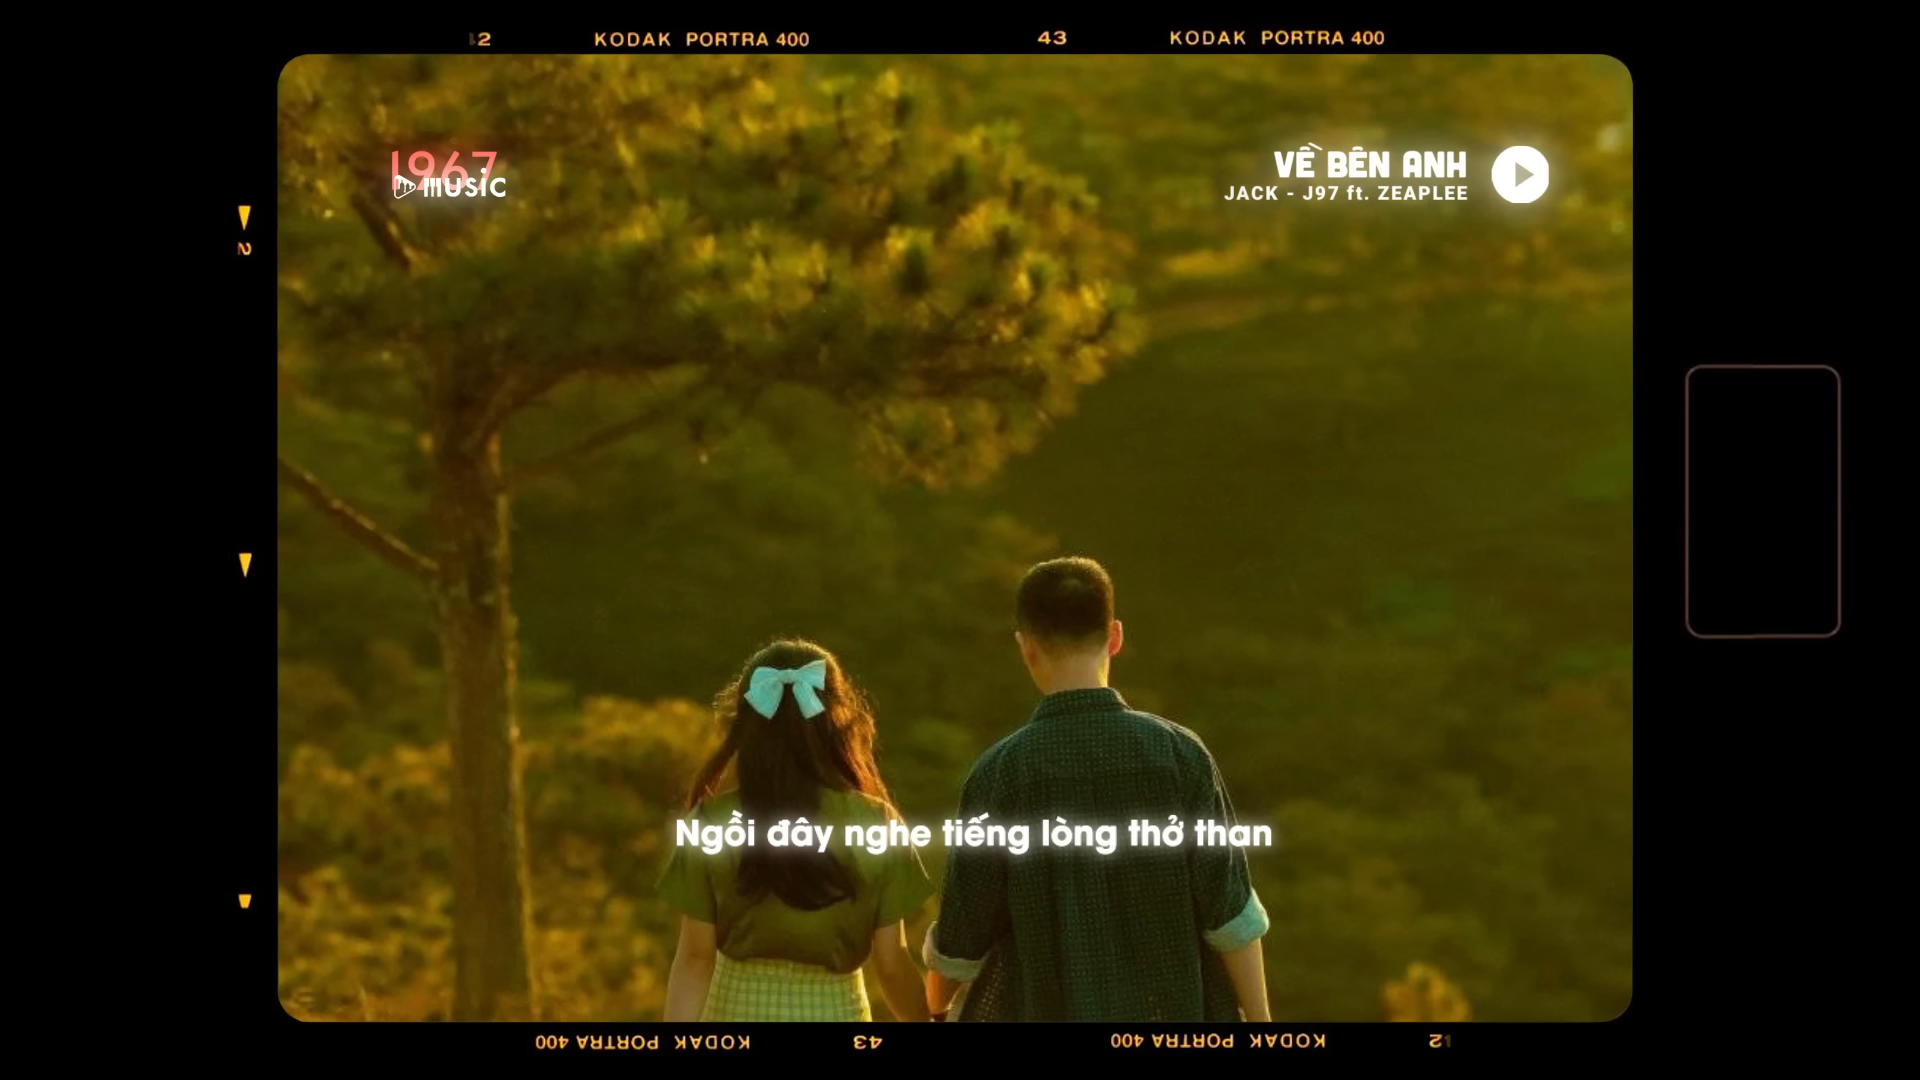 12 KODAK PORTRA 400 43 KODAK PORTRA 400
1967
music
VỀ BÊN ANH
JACK - J97 ft. ZEAPLEE
2
Ngồi đây nghe tiếng lòng thở than
KODAK PORTRA 400 43 KODAK PORTRA 400 12